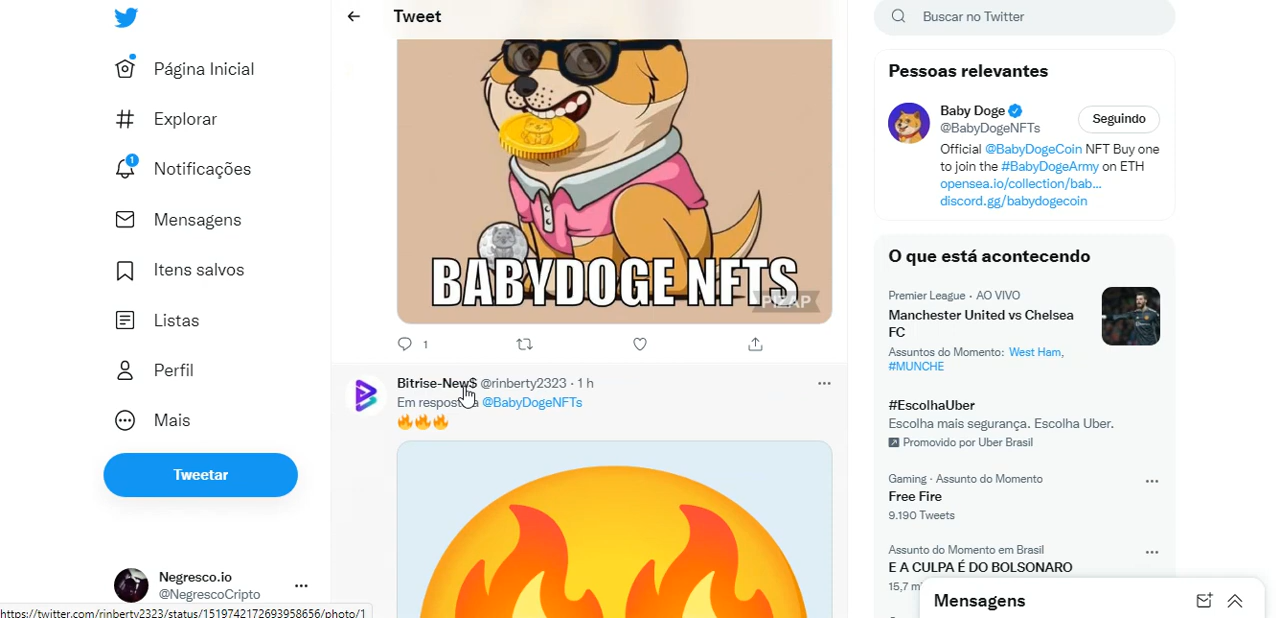 Tweet
Buscar no Twitter
Página Inicial
Explorar
1
Notificações
Mensagens
Itens salvos
Listas
Perfil
Mais
Tweetar
Negresco.io
@NegrescoCripto
https://twitter.com/rinberty2323/status/1519742172693958656/photo/1
BABYDOGE NFTS
PIZAP
1
Bitrise-New$ @rinberty2323 · 1 h
Em resposta a @BabyDogeNFTs
🔥🔥🔥
Pessoas relevantes
Baby Doge
@BabyDogeNFTs
Seguindo
Official @BabyDogeCoin NFT Buy one
to join the #BabyDogeArmy on ETH
opensea.io/collection/bab...
discord.gg/babydogecoin
O que está acontecendo
Premier League · AO VIVO
Manchester United vs Chelsea
FC
Assuntos do Momento: West Ham,
#MUNCHE
#EscolhaUber
Escolha mais segurança. Escolha Uber.
Promovido por Uber Brasil
Gaming · Assunto do Momento
Free Fire
9.190 Tweets
Assunto do Momento em Brasil
E A CULPA É DO BOLSONARO
15,7 mi
Mensagens